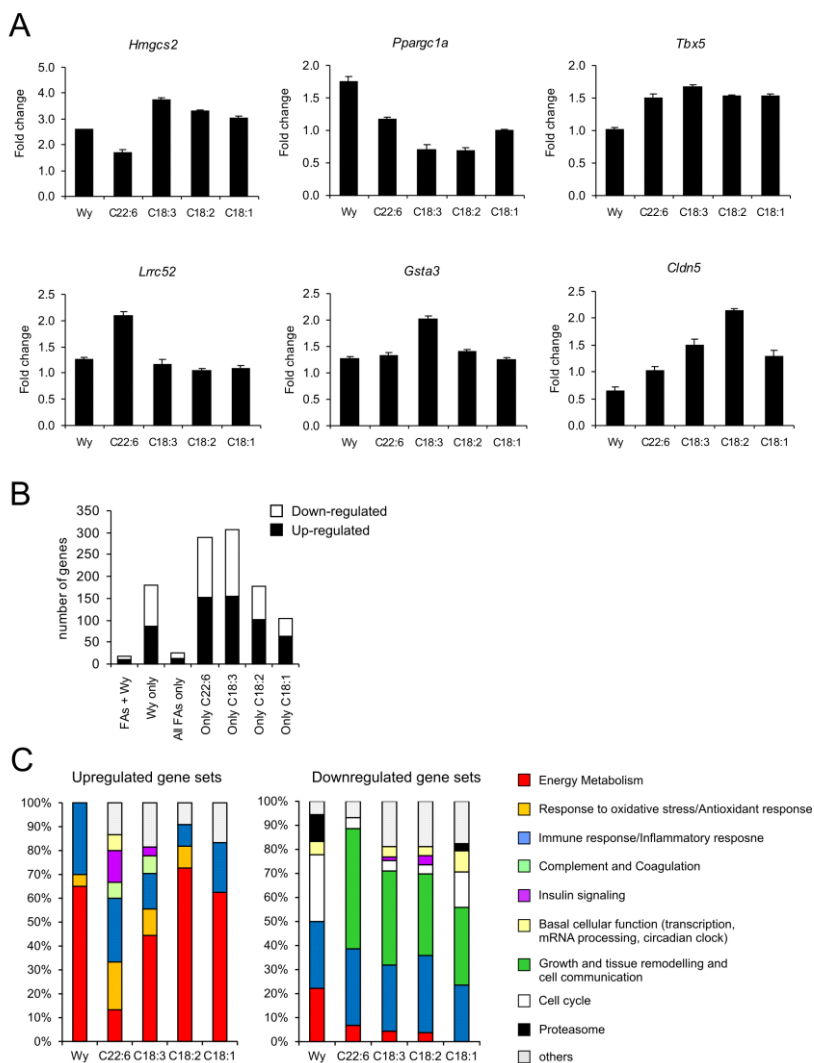 A
Hmgcs2
Fold change
5.0
4.0
3.0
2.0
1.0
0.0
Wy C22:6 C18:3 C18:2 C18:1
Ppargc1a
Fold change
2.0
1.5
1.0
0.5
0.0
Wy C22:6 C18:3 C18:2 C18:1
Tbx5
Fold change
2.0
1.5
1.0
0.5
0.0
Wy C22:6 C18:3 C18:2 C18:1
Lrrc52
Fold change
2.5
2.0
1.5
1.0
0.5
0.0
Wy C22:6 C18:3 C18:2 C18:1
Gsta3
Fold change
2.5
2.0
1.5
1.0
0.5
0.0
Wy C22:6 C18:3 C18:2 C18:1
Cldn5
Fold change
2.5
2.0
1.5
1.0
0.5
0.0
Wy C22:6 C18:3 C18:2 C18:1
B
number of genes
350
300
250
200
150
100
50
0
Down-regulated
Up-regulated
FAs + Wy
Wy only
All FAs only
Only C22:6
Only C18:3
Only C18:2
Only C18:1
C
Upregulated gene sets
100%
90%
80%
70%
60%
50%
40%
30%
20%
10%
0%
Wy C22:6 C18:3 C18:2 C18:1
Downregulated gene sets
100%
90%
80%
70%
60%
50%
40%
30%
20%
10%
0%
Wy C22:6 C18:3 C18:2 C18:1
Energy Metabolism
Response to oxidative stress/Antioxidant response
Immune response/Inflammatory respoсne
Complement and Coagulation
Insulin signaling
Basal cellular function (transcription,
mRNA processing, circadian clock)
Growth and tissue remodelling and
cell communication
Cell cycle
Proteasome
others